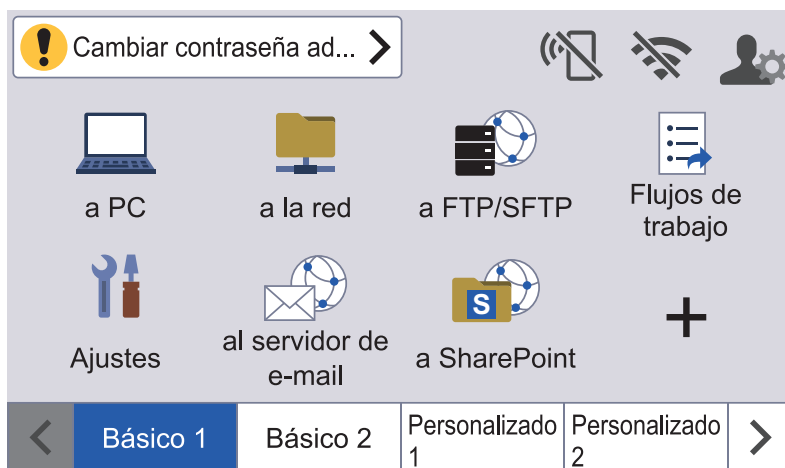 Cambiar contraseña ad...
a PC
a la red
a FTP/SFTP
Flujos de
trabajo
Ajustes
al servidor de
e-mail
S
a SharePoint
Básico 1
Básico 2
Personalizado
1
Personalizado
2